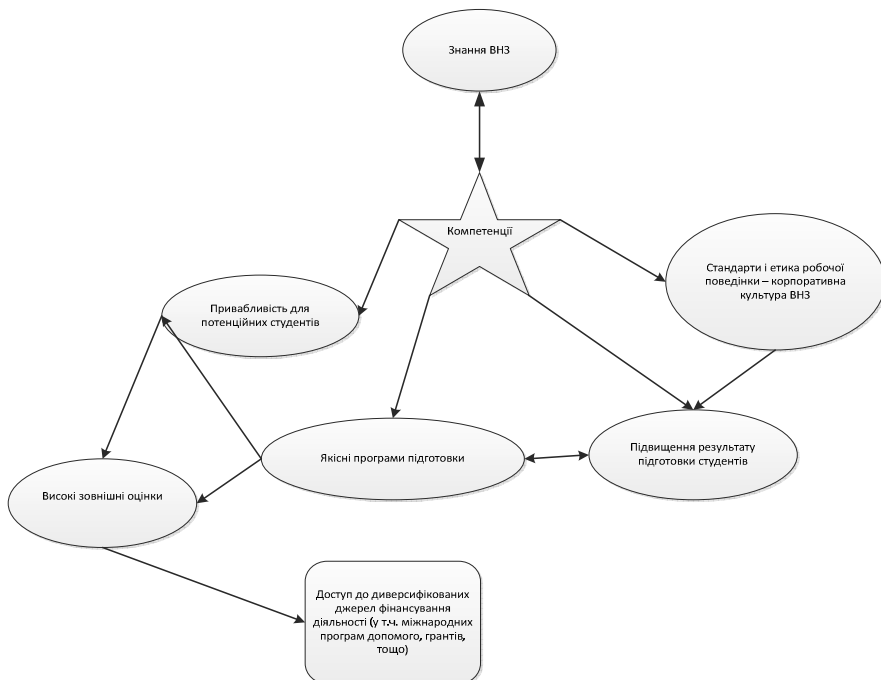 Знання ВНЗ
Компетенції
Стандарти і етика робочої
поведінки – корпоративна
культура ВНЗ
Привабливість для
потенційних студентів
Якісні програми підготовки
Підвищення результату
підготовки студентів
Високі зовнішні оцінки
Доступ до диверсифікованих
джерел фінансування
діяльності (у т.ч. міжнародних
програм допомого, грантів,
тощо)